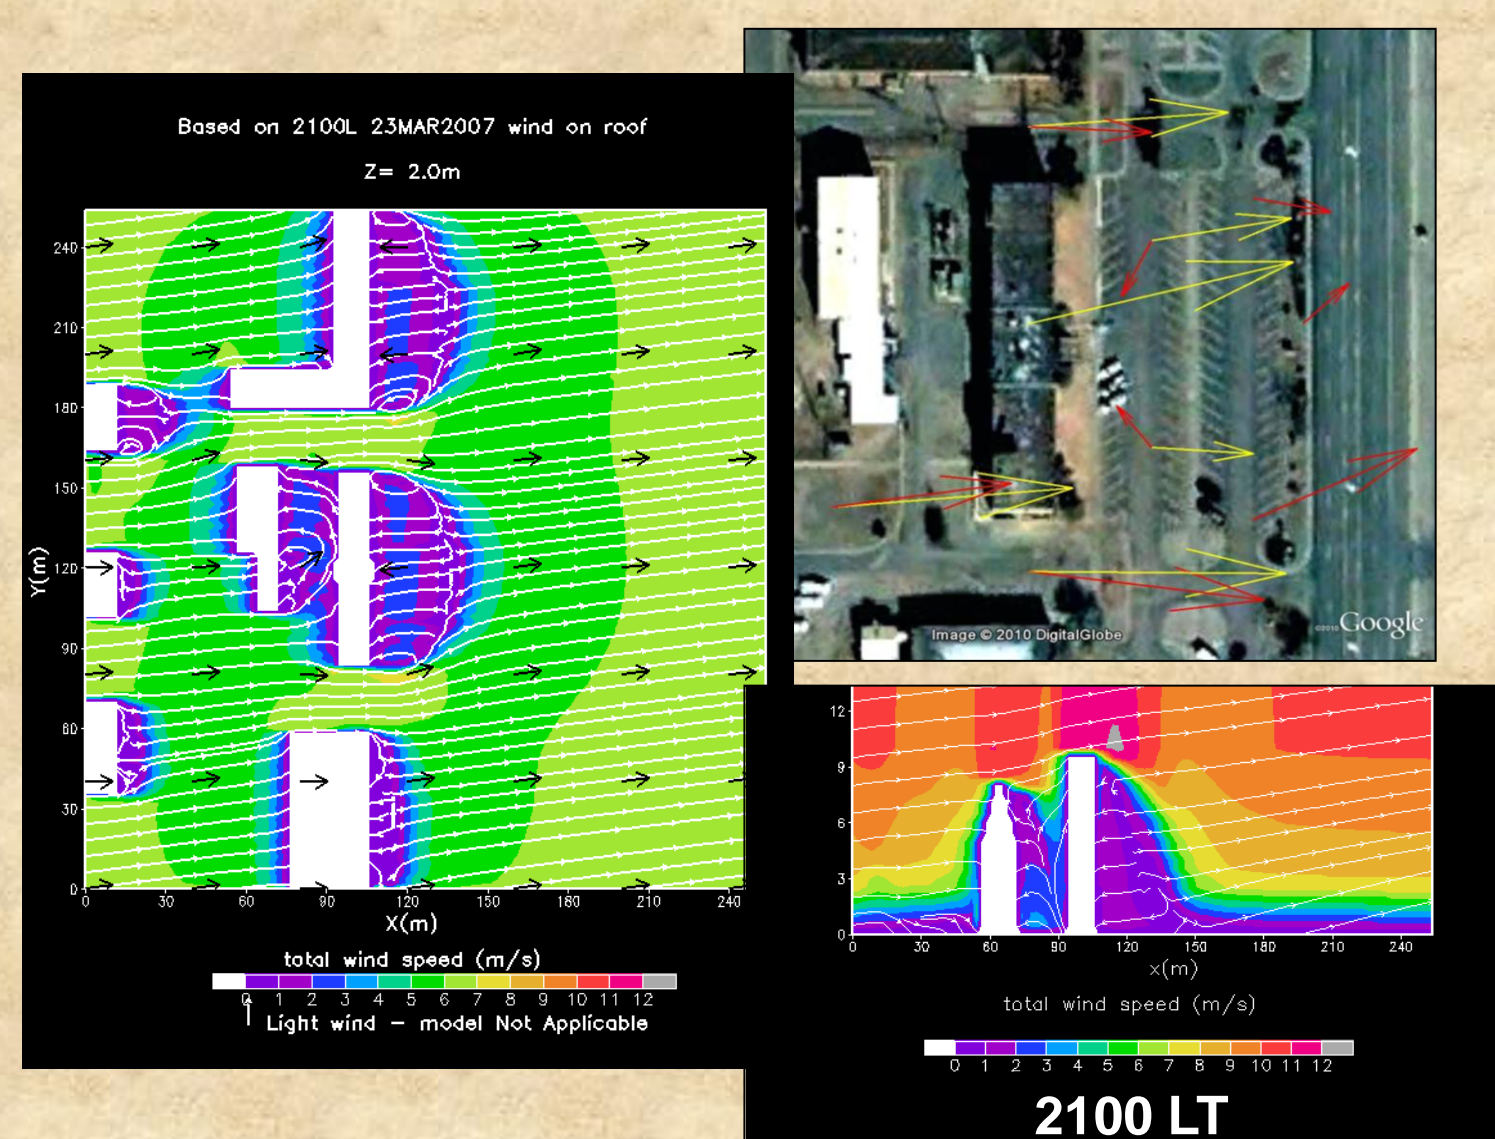 Based on 2100L 23MAR2007 wind on roof
Z= 2.0m
240
210
180
150
120
90
60
30
0
Y(m)
0 30 60 90 120 150 180 210 240
X(m)
total wind speed (m/s)
0 1 2 3 4 5 6 7 8 9 10 11 12
Light wind – model Not Applicable
Image © 2010 DigitalGlobe
©2010 Google
12
9
6
3
0
0 30 60 90 120 150 180 210 240
x(m)
total wind speed (m/s)
0 1 2 3 4 5 6 7 8 9 10 11 12
2100 LT